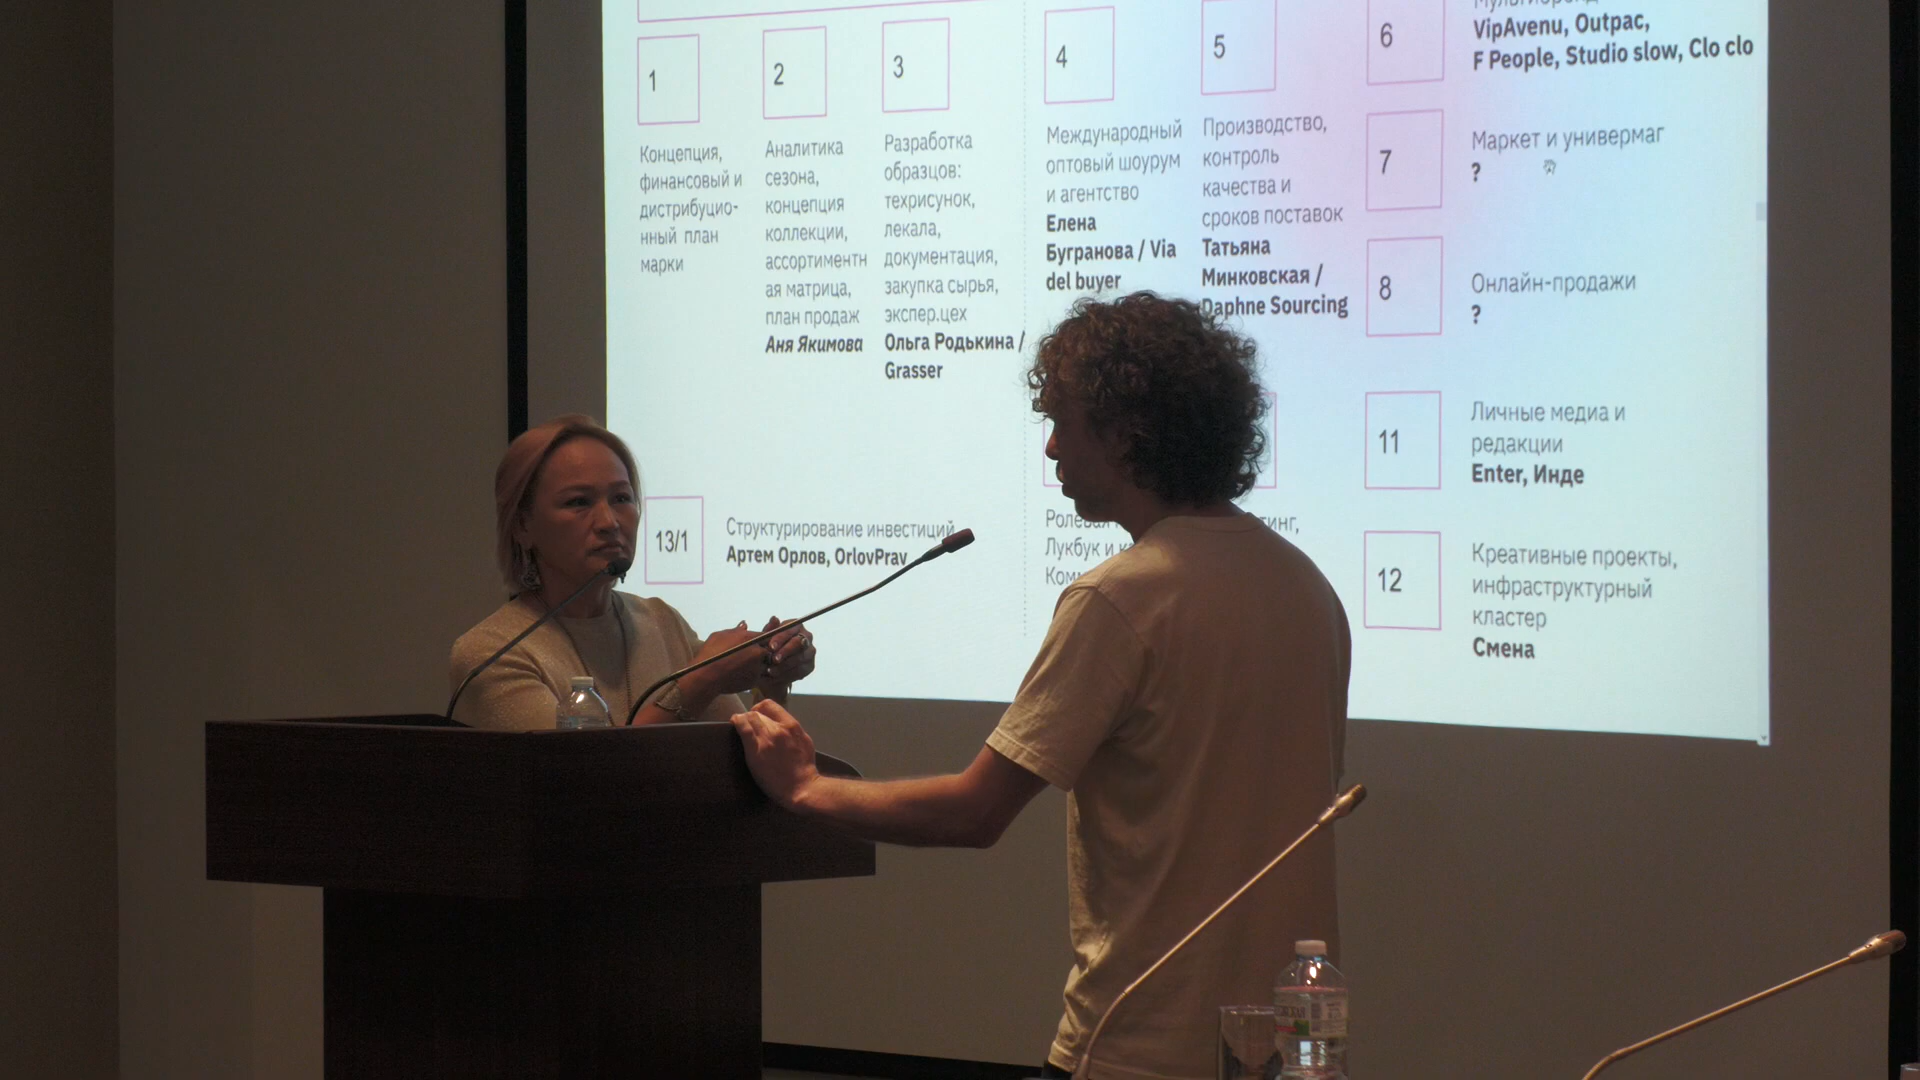 1
Концепция,
финансовый и
дистрибуцио-
нный план
марки
2
Аналитика
сезона,
концепция
коллекции,
ассортиментн
ая матрица,
план продаж
Аня Якимова
3
Разработка
образцов:
техрисунок,
лекала,
документация,
закупка сырья,
экспер.цех
Ольга Родькина /
Grasser
4
Международный
оптовый шоурум
и агентство
Елена
Бугранова / Via
del buyer
5
Производство,
контроль
качества и
сроков поставок
Татьяна
Минковская /
Daphne Sourcing
6
VipAvenu, Outpac,
F People, Studio slow, Clo clo
7
Маркет и универмаг
?
8
Онлайн-продажи
?
11
Личные медиа и
редакции
Enter, Инде
12
Креативные проекты,
инфраструктурный
кластер
Смена
13/1
Структурирование инвестиций
Артем Орлов, OrlovPrav
Лукбук и